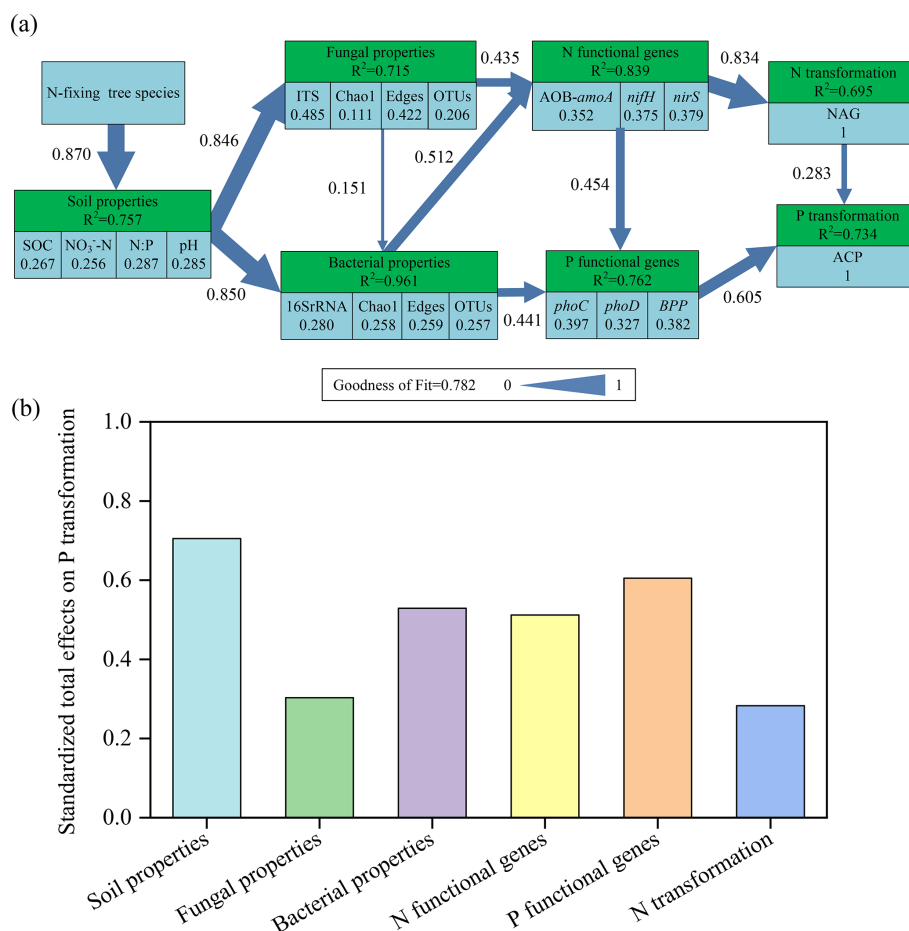 (a)
N-fixing tree species
0.870
Soil properties
R²=0.757
SOC NO₃⁻-N N:P pH
0.267 0.256 0.287 0.285
0.846
0.850
Fungal properties
R²=0.715
ITS Chao1 Edges OTUs
0.485 0.111 0.422 0.206
0.435
0.151
0.512
Bacterial properties
R²=0.961
16SrRNA Chao1 Edges OTUs
0.280 0.258 0.259 0.257
0.441
N functional genes
R²=0.839
AOB-amoA nifH nirS
0.352 0.375 0.379
0.834
0.454
P functional genes
R²=0.762
phoC phoD BPP
0.397 0.327 0.382
0.605
N transformation
R²=0.695
NAG
1
0.283
P transformation
R²=0.734
ACP
1
Goodness of Fit=0.782 0 1
(b)
Standardized total effects on P transformation
1.0
0.8
0.6
0.4
0.2
0.0
Soil properties
Fungal properties
Bacterial properties
N functional genes
P functional genes
N transformation